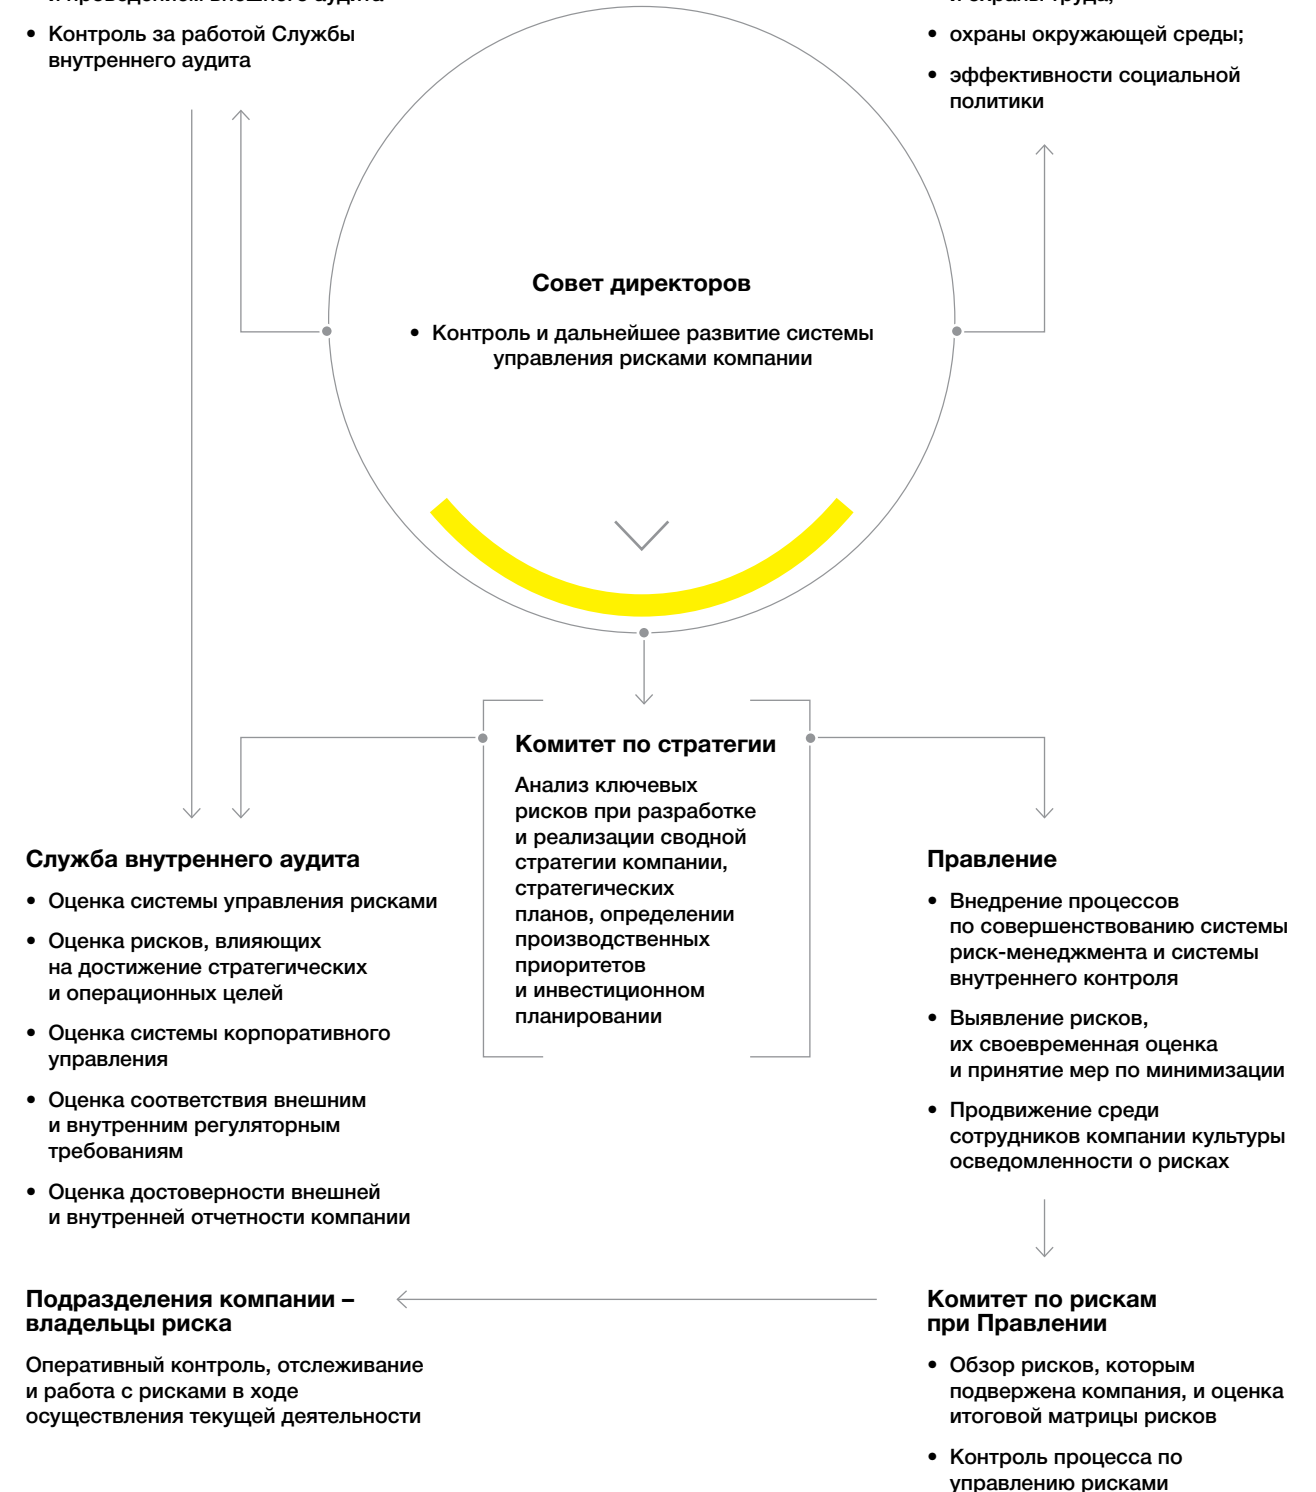 и проведением внешнего аудита
• Контроль за работой Службы
внутреннего аудита
и охраны труда;
• охраны окружающей среды;
• эффективности социальной
политики
Совет директоров
• Контроль и дальнейшее развитие системы
управления рисками компании
Комитет по стратегии
Анализ ключевых
рисков при разработке
и реализации сводной
стратегии компании,
стратегических
планов, определении
производственных
приоритетов
и инвестиционном
планировании
Служба внутреннего аудита
• Оценка системы управления рисками
• Оценка рисков, влияющих
на достижение стратегических
и операционных целей
• Оценка системы корпоративного
управления
• Оценка соответствия внешним
и внутренним регуляторным
требованиям
• Оценка достоверности внешней
и внутренней отчетности компании
Правление
• Внедрение процессов
по совершенствованию системы
риск-менеджмента и системы
внутреннего контроля
• Выявление рисков,
их своевременная оценка
и принятие мер по минимизации
• Продвижение среди
сотрудников компании культуры
осведомленности о рисках
Подразделения компании –
владельцы риска
Оперативный контроль, отслеживание
и работа с рисками в ходе
осуществления текущей деятельности
Комитет по рискам
при Правлении
• Обзор рисков, которым
подвержена компания, и оценка
итоговой матрицы рисков
• Контроль процесса по
управлению рисками